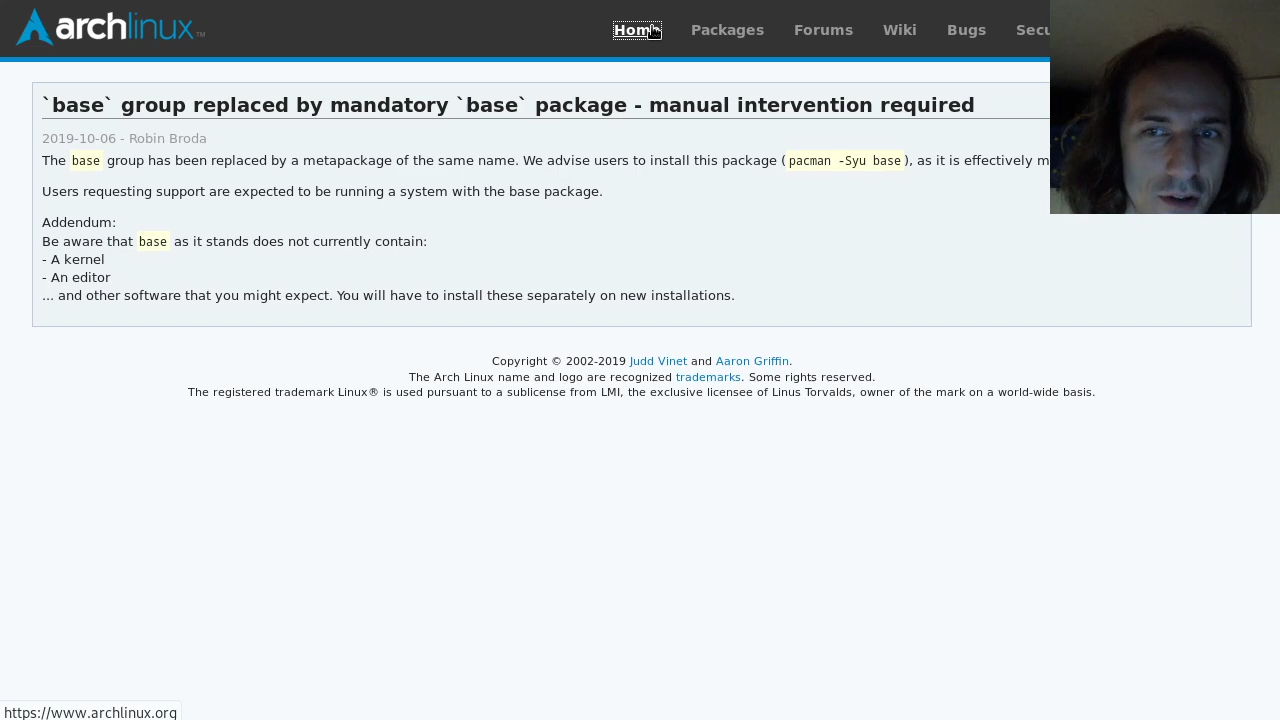 archlinux™
Home Packages Forums Wiki Bugs Secu
`base` group replaced by mandatory `base` package - manual intervention required
2019-10-06 - Robin Broda
The base group has been replaced by a metapackage of the same name. We advise users to install this package (pacman -Syu base), as it is effectively m
Users requesting support are expected to be running a system with the base package.
Addendum:
Be aware that base as it stands does not currently contain:
- A kernel
- An editor
... and other software that you might expect. You will have to install these separately on new installations.
Copyright © 2002-2019 Judd Vinet and Aaron Griffin.
The Arch Linux name and logo are recognized trademarks. Some rights reserved.
The registered trademark Linux® is used pursuant to a sublicense from LMI, the exclusive licensee of Linus Torvalds, owner of the mark on a world-wide basis.
https://www.archlinux.org